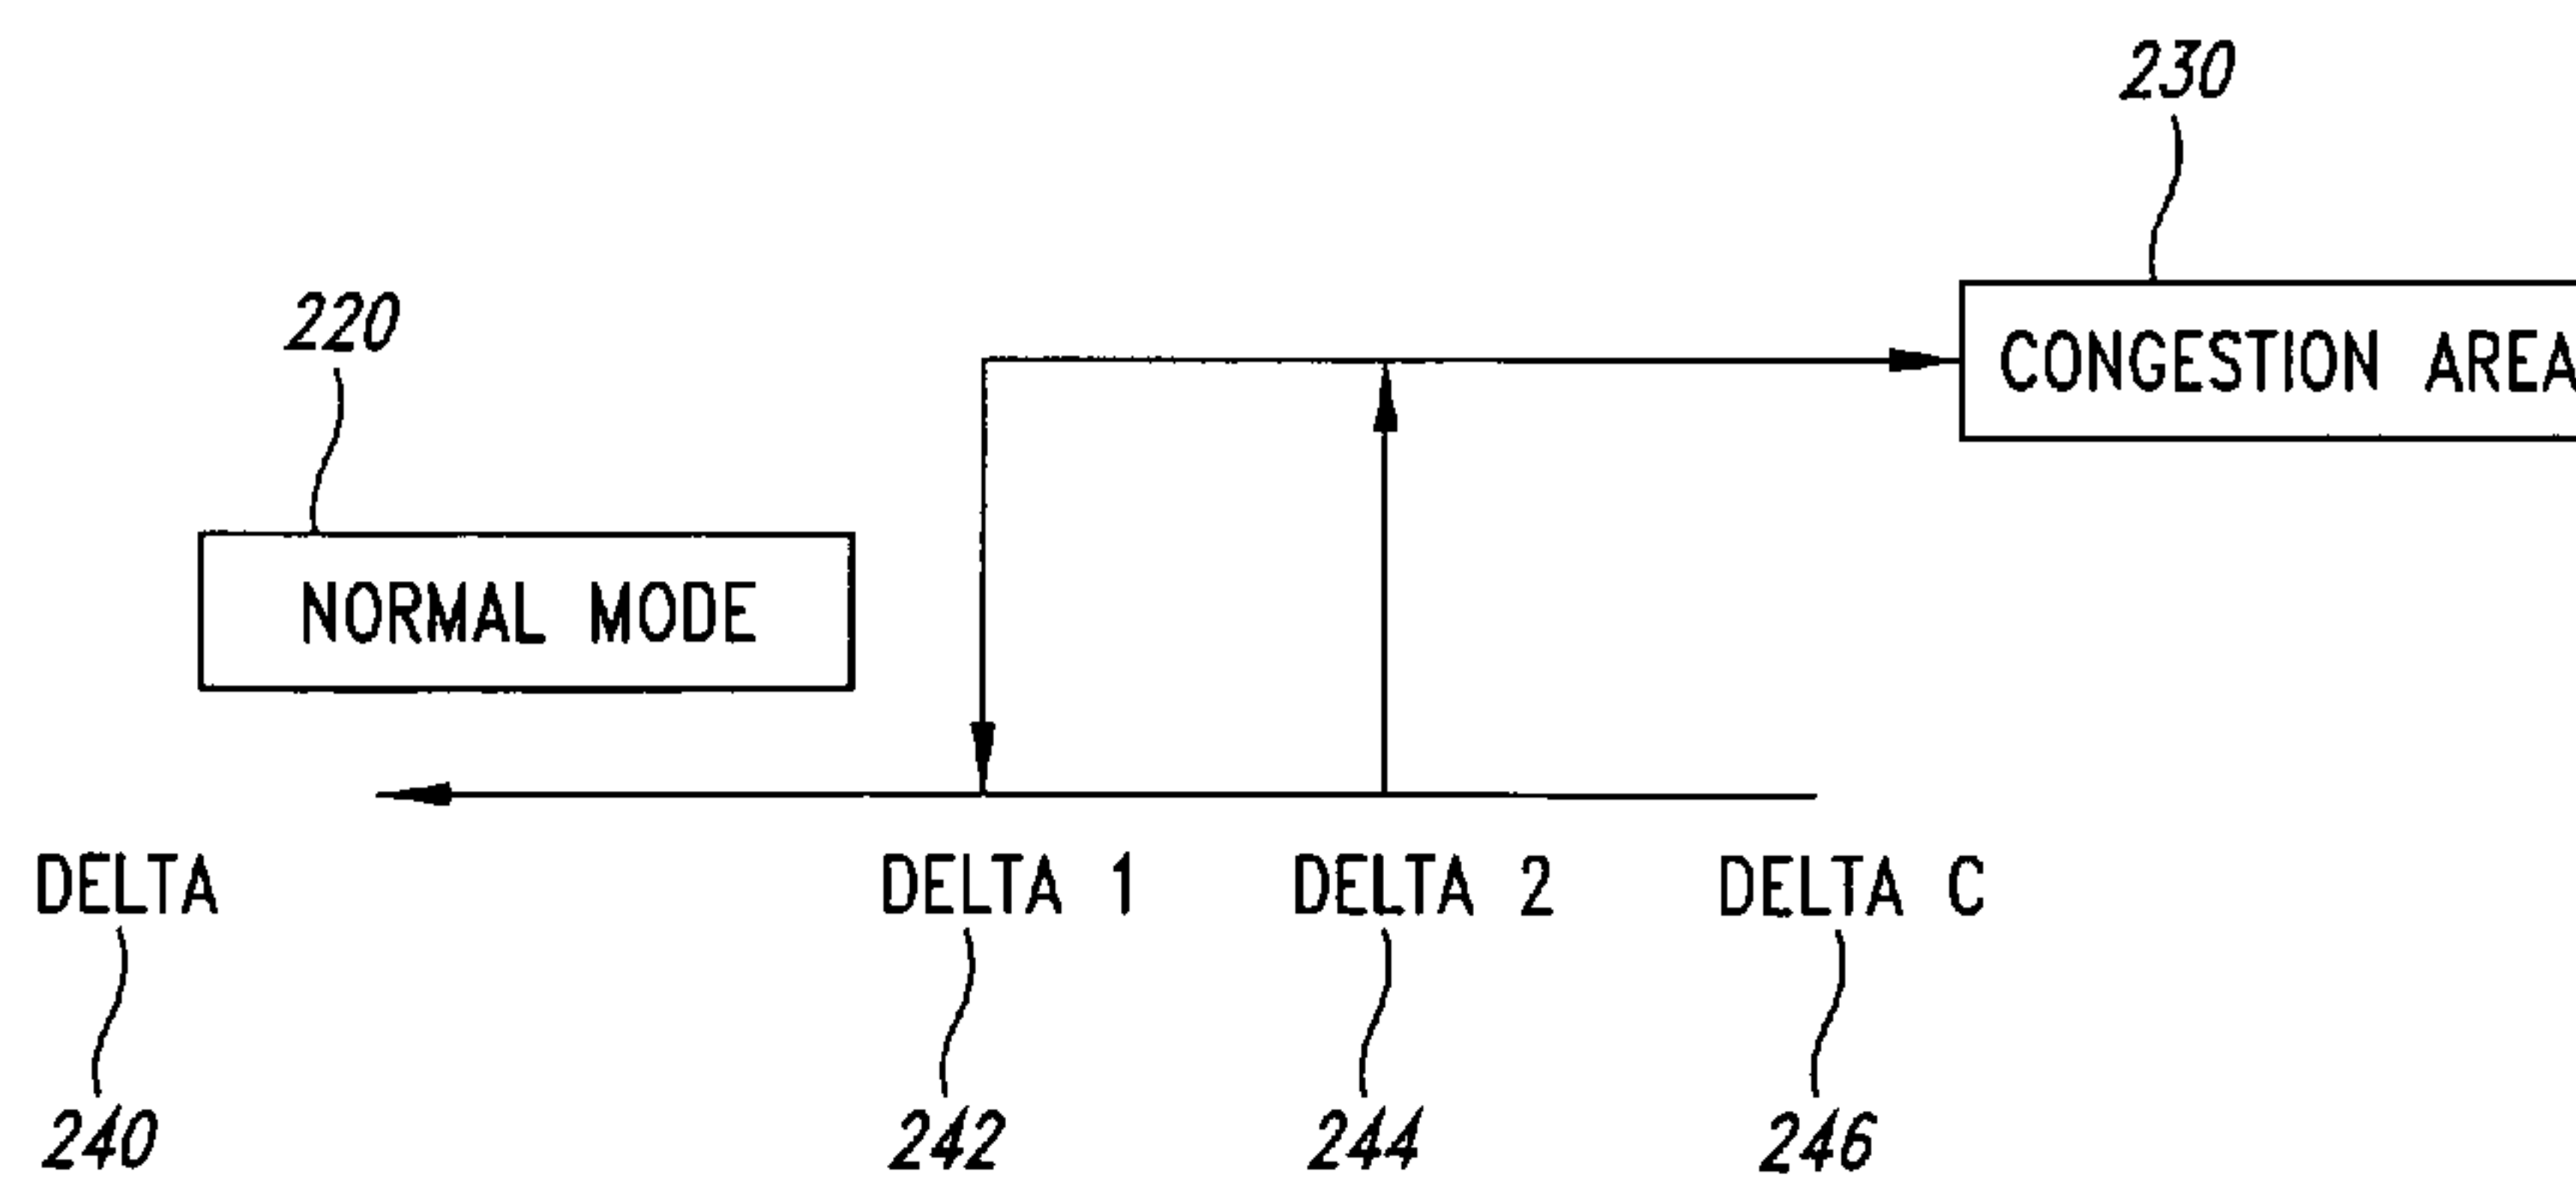 230
220
CONGESTION AREA
NORMAL MODE
DELTA
DELTA 1
DELTA 2
DELTA C
240
242
244
246